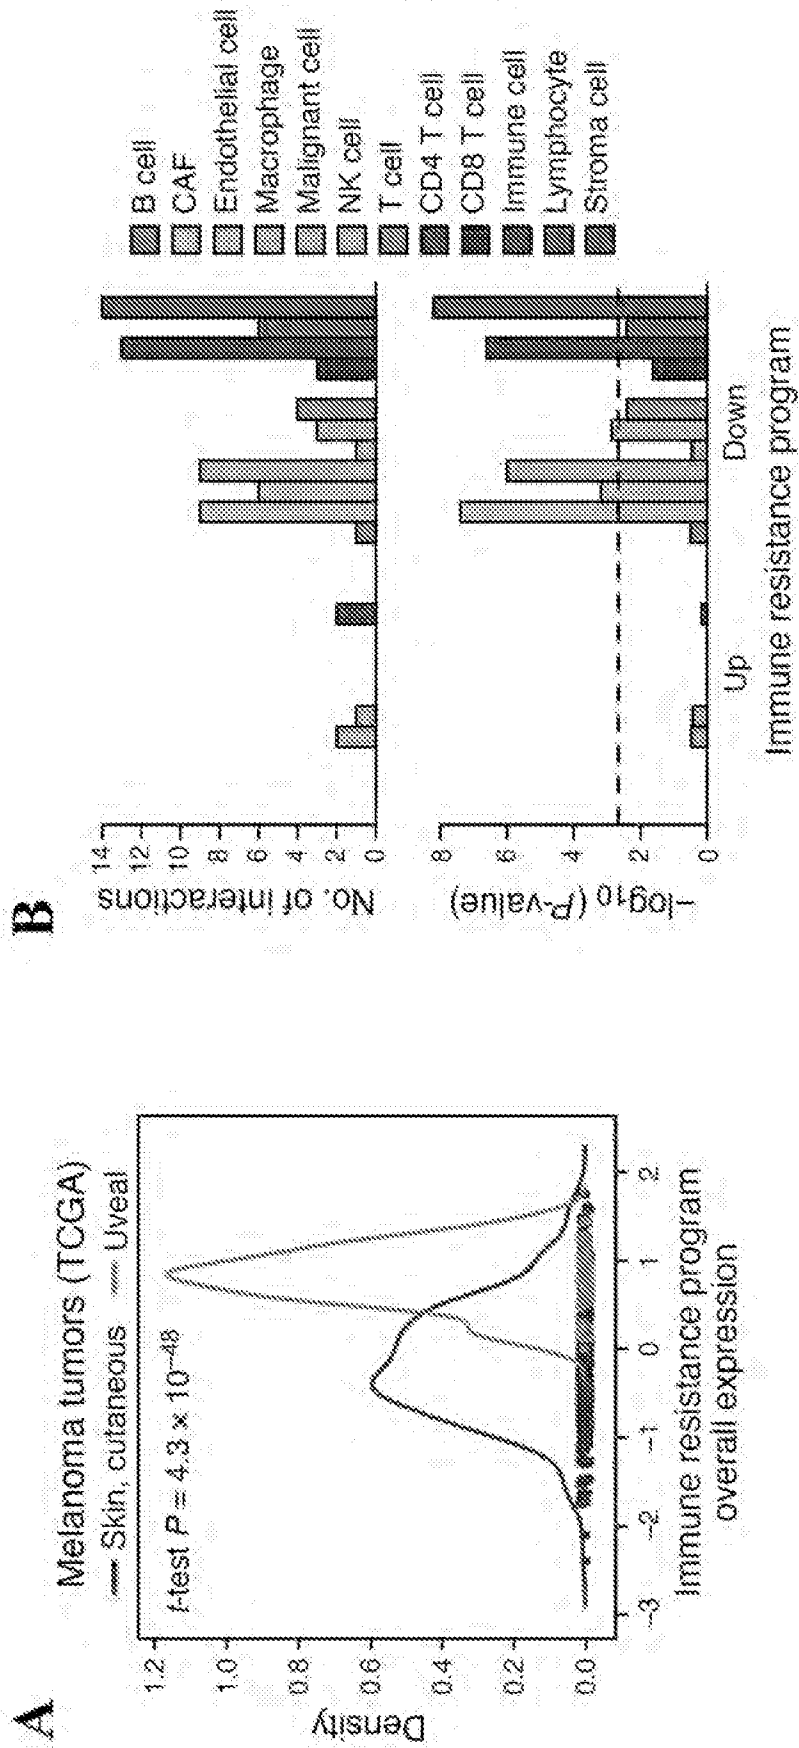 A
Melanoma tumors (TCGA)
Skin, cutaneous Uveal
t-test P = 4.3 × 10−48
Density
1.2
1.0
0.8
0.6
0.4
0.2
0.0
−3 −2 −1 0 1 2
Immune resistance program
overall expression
B
No. of interactions
14
12
10
8
6
4
2
0
B cell
CAF
Endothelial cell
Macrophage
Malignant cell
NK cell
T cell
CD4 T cell
CD8 T cell
Immune cell
Lymphocyte
Stroma cell
−log10 (P-value)
8
6
4
2
0
Up Down
Immune resistance program